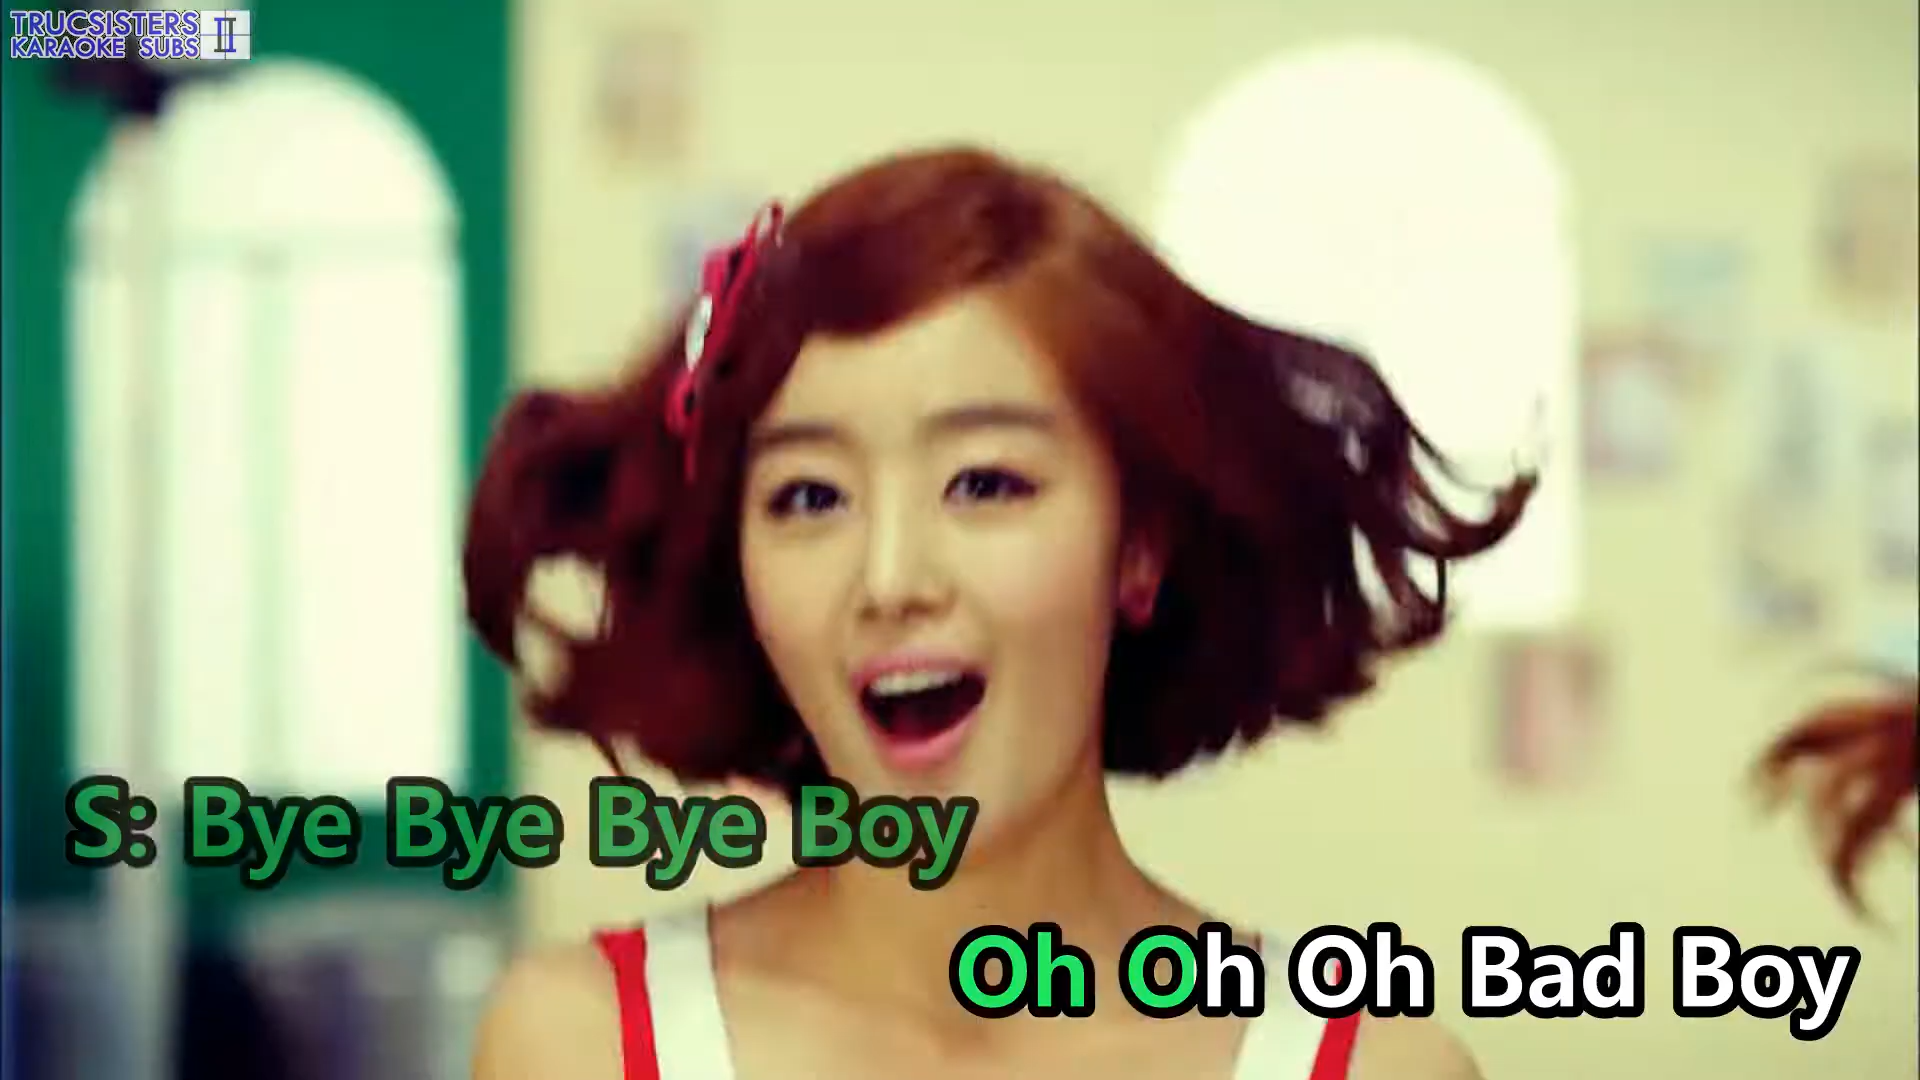 TRUCSISTERS
KARAOKE SUBS II
S: Bye Bye Bye Boy
Oh Oh Oh Bad Boy